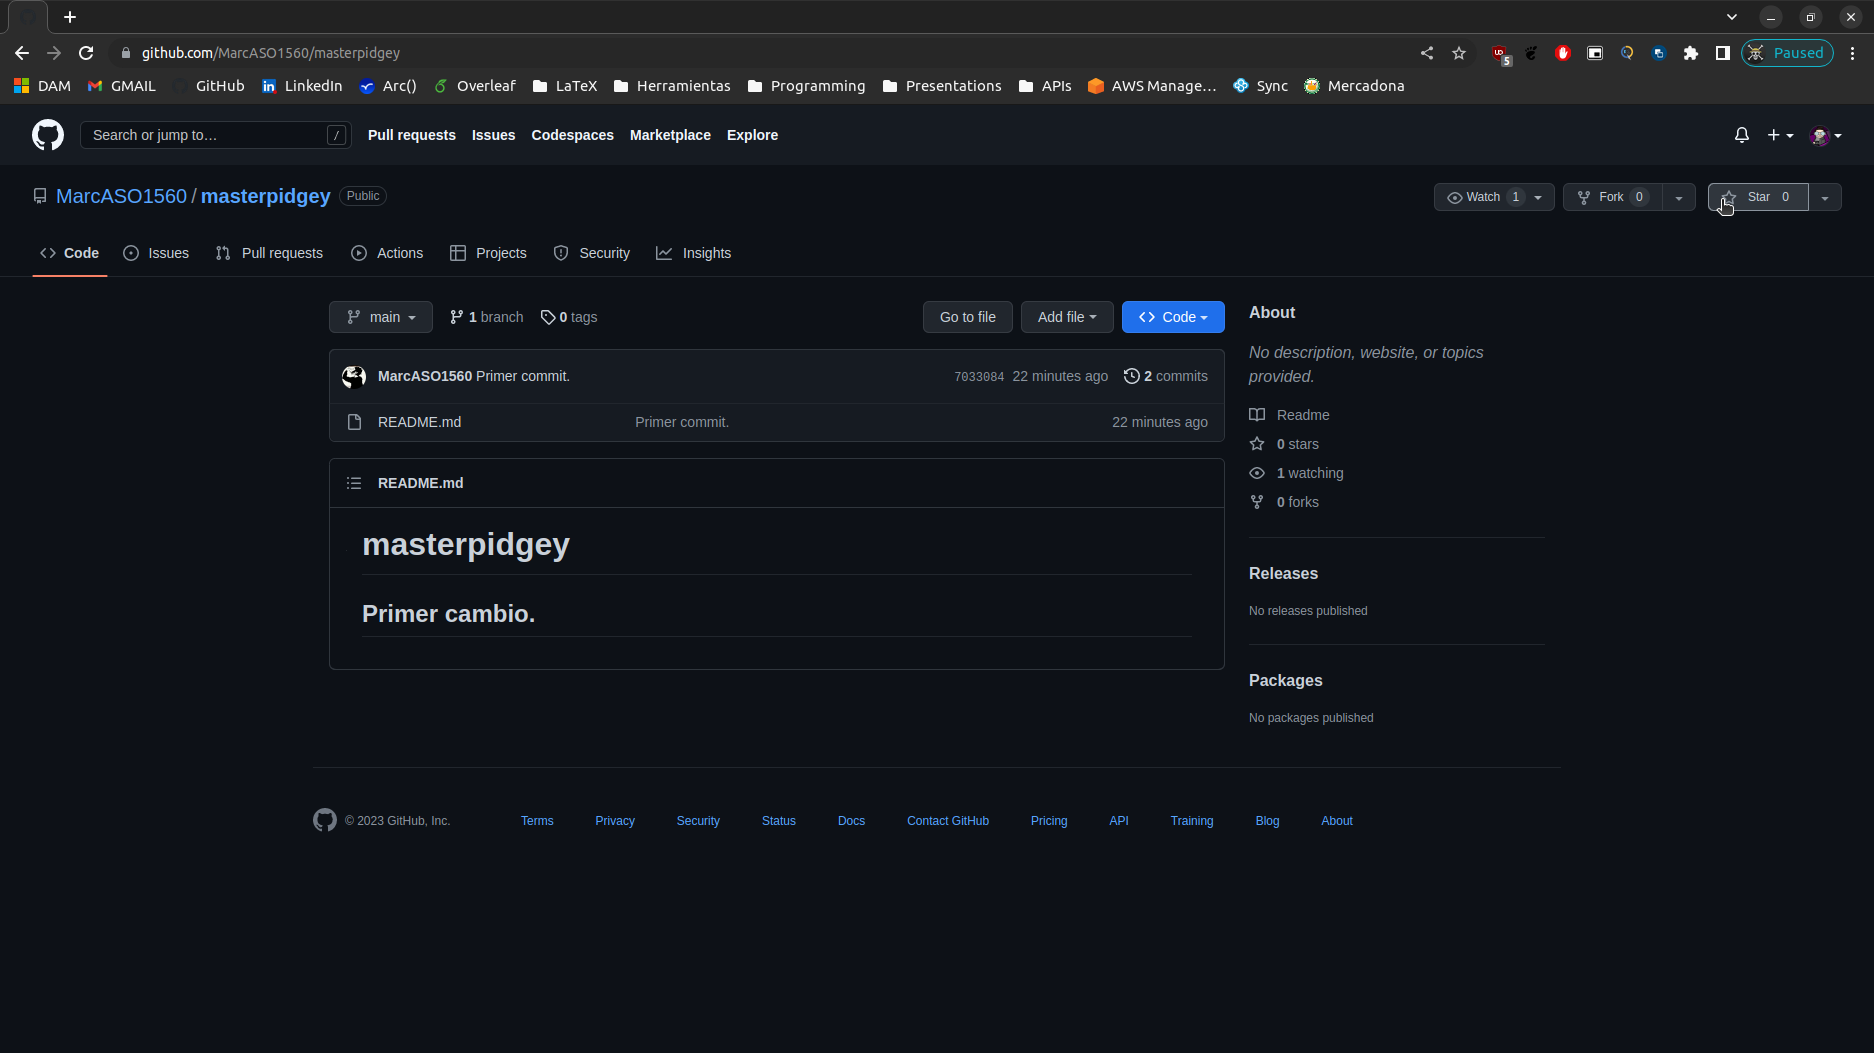 github.com/MarcASO1560/masterpidgey
5
Paused
DAM GMAIL GitHub LinkedIn Arc() Overleaf LaTeX Herramientas Programming Presentations APIs AWS Manage… Sync Mercadona
Search or jump to… / Pull requests Issues Codespaces Marketplace Explore
MarcASO1560 / masterpidgey Public Watch 1 Fork 0 Star 0
Code Issues Pull requests Actions Projects Security Insights
main 1 branch 0 tags Go to file Add file Code
MarcASO1560 Primer commit. 7033084 22 minutes ago 2 commits
README.md Primer commit. 22 minutes ago
README.md
masterpidgey
Primer cambio.
About
No description, website, or topics
provided.
Readme
0 stars
1 watching
0 forks
Releases
No releases published
Packages
No packages published
© 2023 GitHub, Inc. Terms Privacy Security Status Docs Contact GitHub Pricing API Training Blog About